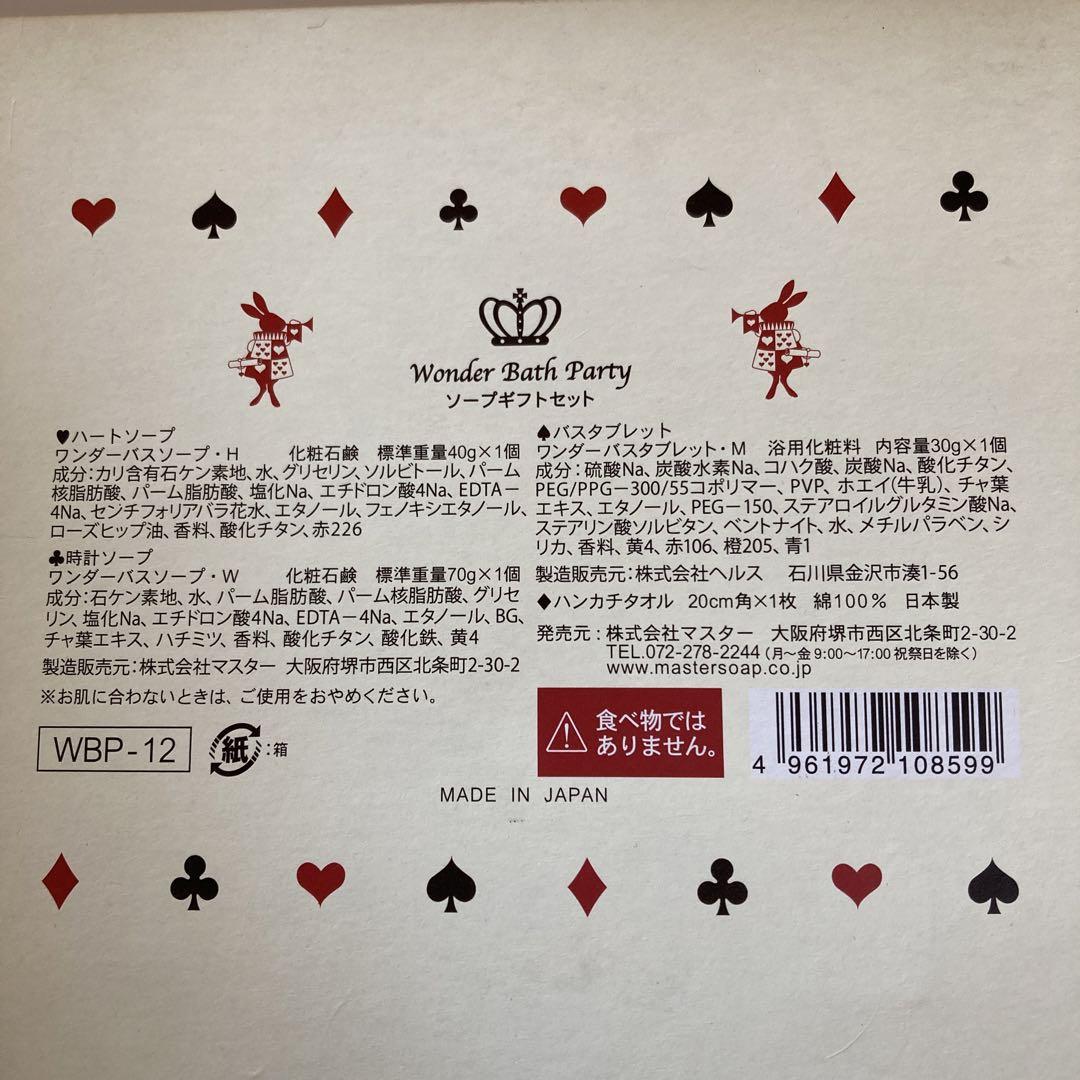 Wonder Bath Party
ソープギフトセット
♥ハートソープ
ワンダーバスソープ・H 化粧石鹸 標準重量40g×1個
成分：カリ含有石ケン素地、水、グリセリン、ソルビトール、パーム
核脂肪酸、パーム脂肪酸、塩化Na、エチドロン酸4Na、EDTA－
4Na、センチフォリアバラ花水、エタノール、フェノキシエタノール、
ローズヒップ油、香料、酸化チタン、赤226
♣時計ソープ
ワンダーバスソープ・W 化粧石鹸 標準重量70g×1個
成分：石ケン素地、水、パーム脂肪酸、パーム核脂肪酸、グリセ
リン、塩化Na、エチドロン酸4Na、EDTA－4Na、エタノール、BG、
チャ葉エキス、ハチミツ、香料、酸化チタン、酸化鉄、黄4
製造販売元：株式会社マスター 大阪府堺市西区北条町2-30-2
※お肌に合わないときは、ご使用をおやめください。
WBP-12
紙：箱
♠バスタブレット
ワンダーバスタブレット・M 浴用化粧料 内容量30g×1個
成分：硫酸Na、炭酸水素Na、コハク酸、炭酸Na、酸化チタン、
PEG/PPG－300/55コポリマー、PVP、ホエイ(牛乳)、チャ葉
エキス、エタノール、PEG－150、ステアロイルグルタミン酸Na、
ステアリン酸ソルビタン、ベントナイト、水、メチルパラベン、シ
リカ、香料、黄4、赤106、橙205、青1
製造販売元：株式会社ヘルス 石川県金沢市湊1-56
♦ハンカチタオル 20cm角×1枚 綿100％ 日本製
発売元：株式会社マスター 大阪府堺市西区北条町2-30-2
TEL.072-278-2244（月～金 9:00～17:00 祝祭日を除く）
www.mastersoap.co.jp
食べ物では
ありません。
4 961972 108599
MADE IN JAPAN